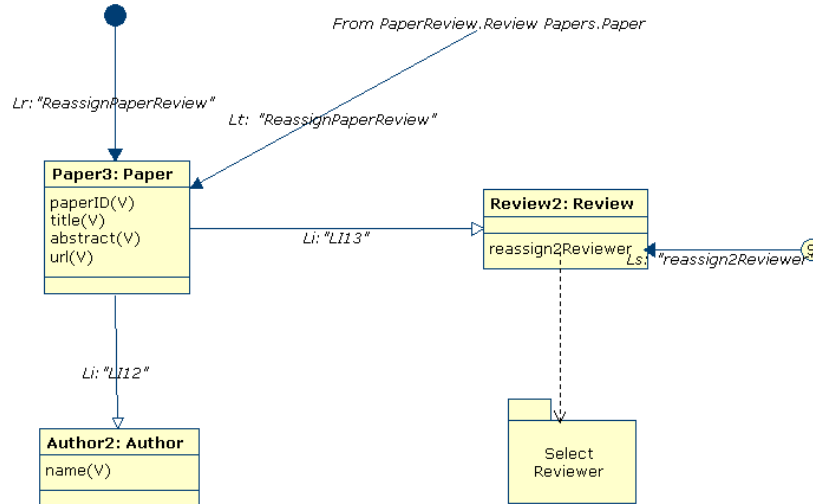 From PaperReview.Review Papers.Paper
Lr: "ReassignPaperReview"
Lt: "ReassignPaperReview"
Paper3: Paper
paperID(V)
title(V)
abstract(V)
url(V)
Review2: Review
reassign2Reviewer
Li: "LI13"
Ls: "reassign2Reviewer
Li: "LI12"
Author2: Author
name(V)
Select
Reviewer